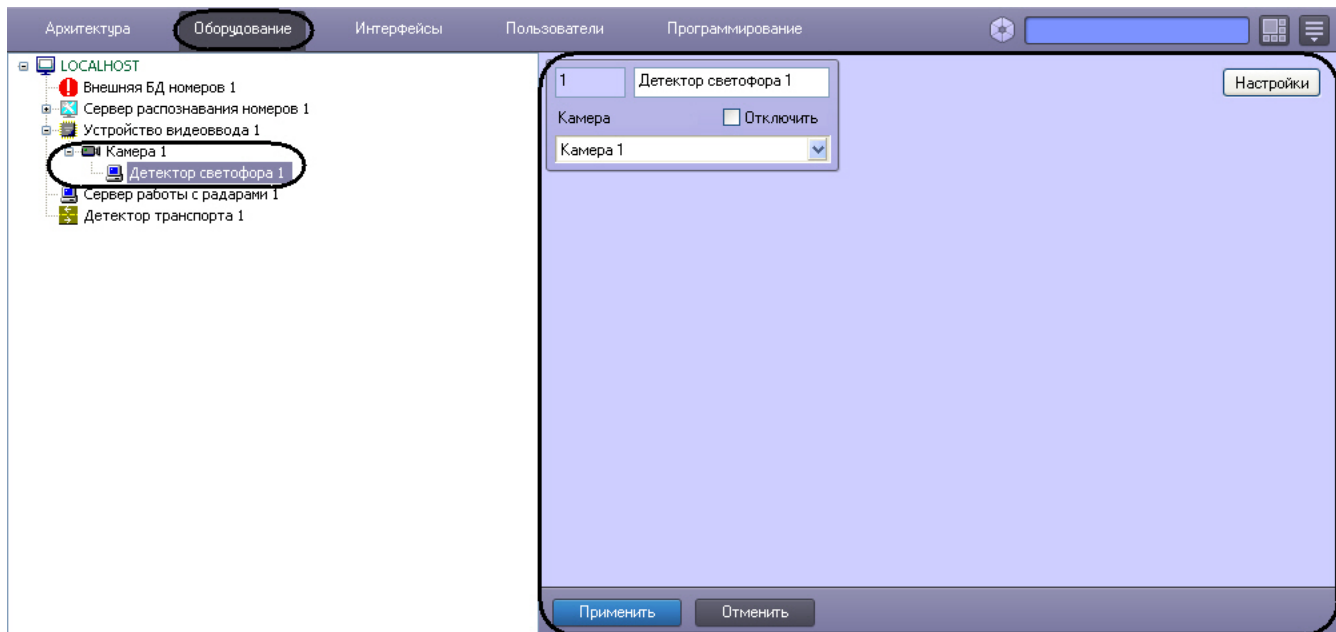 Архитектура Оборудование Интерфейсы Пользователи Программирование
LOCALHOST
Внешняя БД номеров 1
Сервер распознавания номеров 1
Устройство видеоввода 1
Камера 1
Детектор светофора 1
Сервер работы с радарами 1
Детектор транспорта 1
1 Детектор светофора 1
Настройки
Камера Отключить
Камера 1
Применить Отменить